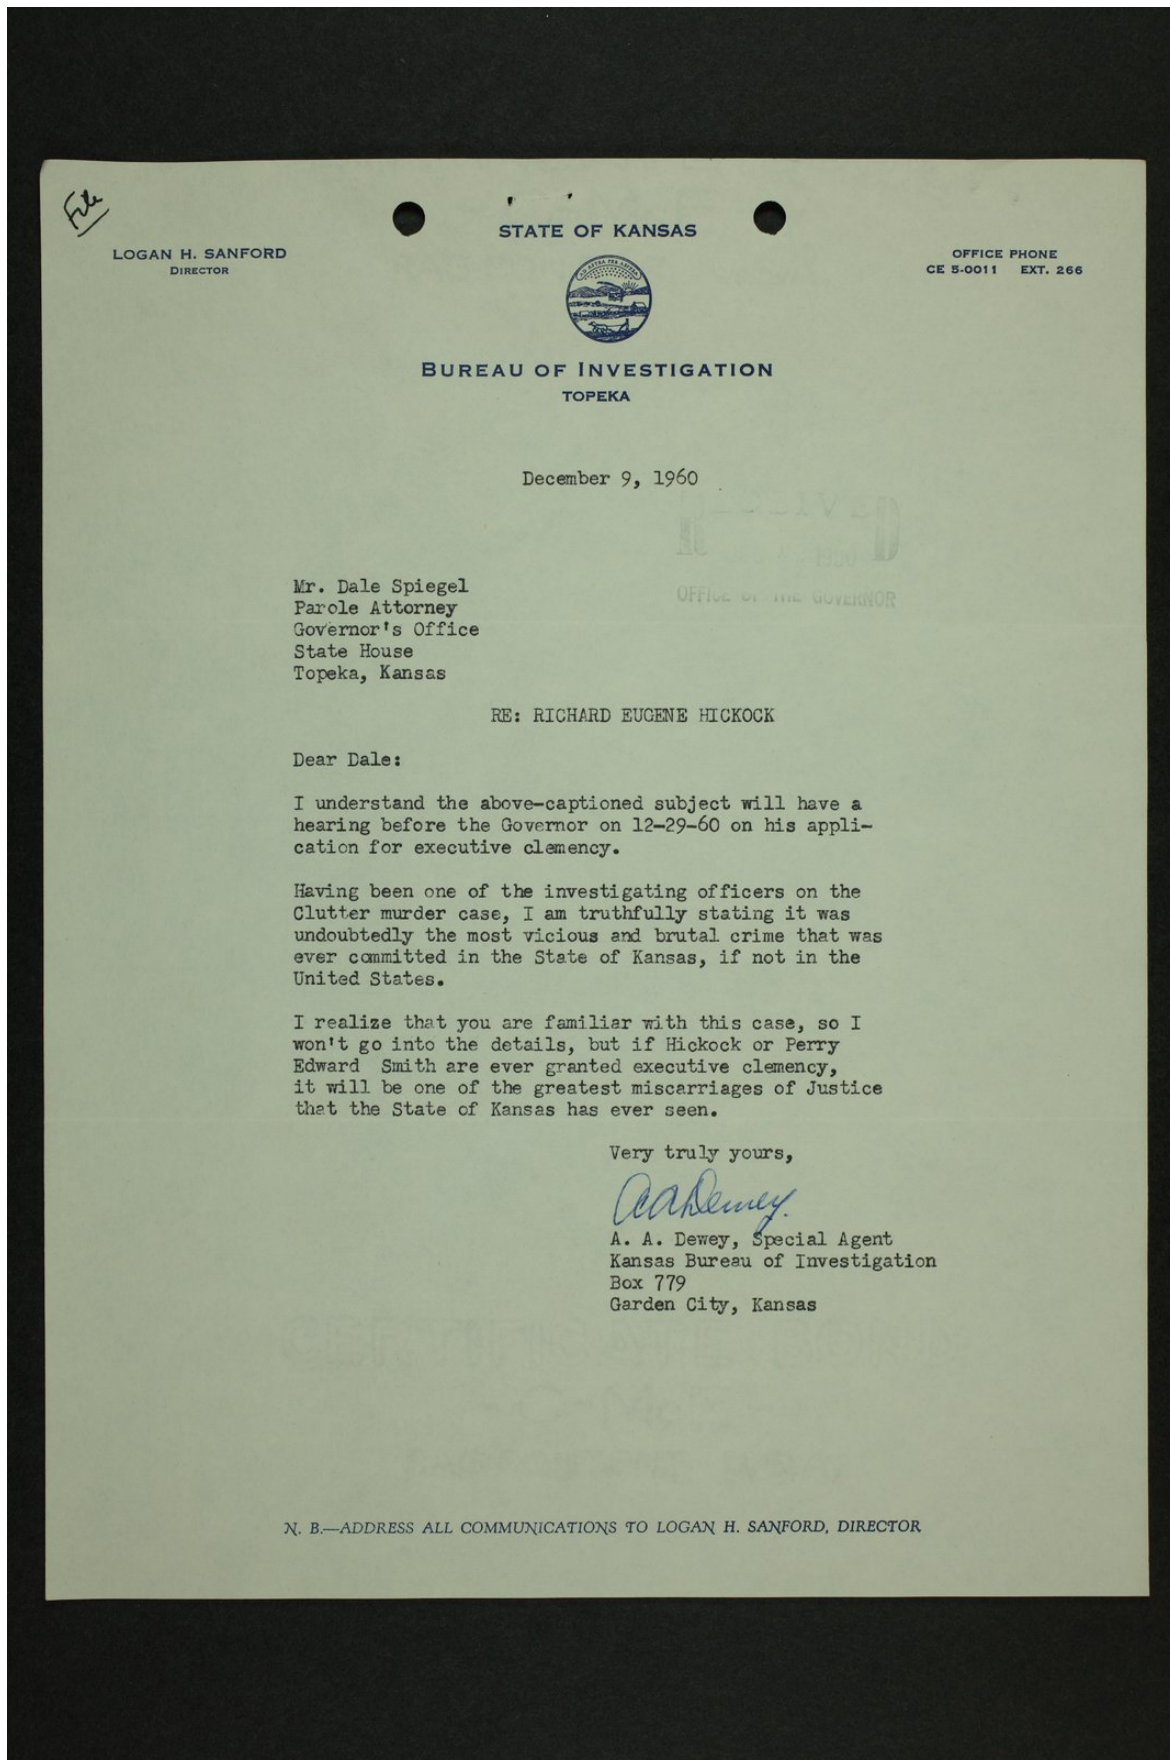 File
STATE OF KANSAS
LOGAN H. SANFORD
DIRECTOR
OFFICE PHONE
CE 5-0011 EXT. 266
AD ASTRA PER ASPERA
BUREAU OF INVESTIGATION
TOPEKA
December 9, 1960
OFFICE OF THE GOVERNOR
Mr. Dale Spiegel
Parole Attorney
Governor's Office
State House
Topeka, Kansas
RE: RICHARD EUGENE HICKOCK
Dear Dale:
I understand the above-captioned subject will have a
hearing before the Governor on 12-29-60 on his appli-
cation for executive clemency.
Having been one of the investigating officers on the
Clutter murder case, I am truthfully stating it was
undoubtedly the most vicious and brutal crime that was
ever committed in the State of Kansas, if not in the
United States.
I realize that you are familiar with this case, so I
won't go into the details, but if Hickock or Perry
Edward Smith are ever granted executive clemency,
it will be one of the greatest miscarriages of Justice
that the State of Kansas has ever seen.
Very truly yours,
A A Dewey.
A. A. Dewey, Special Agent
Kansas Bureau of Investigation
Box 779
Garden City, Kansas
N. B.—ADDRESS ALL COMMUNICATIONS TO LOGAN H. SANFORD, DIRECTOR